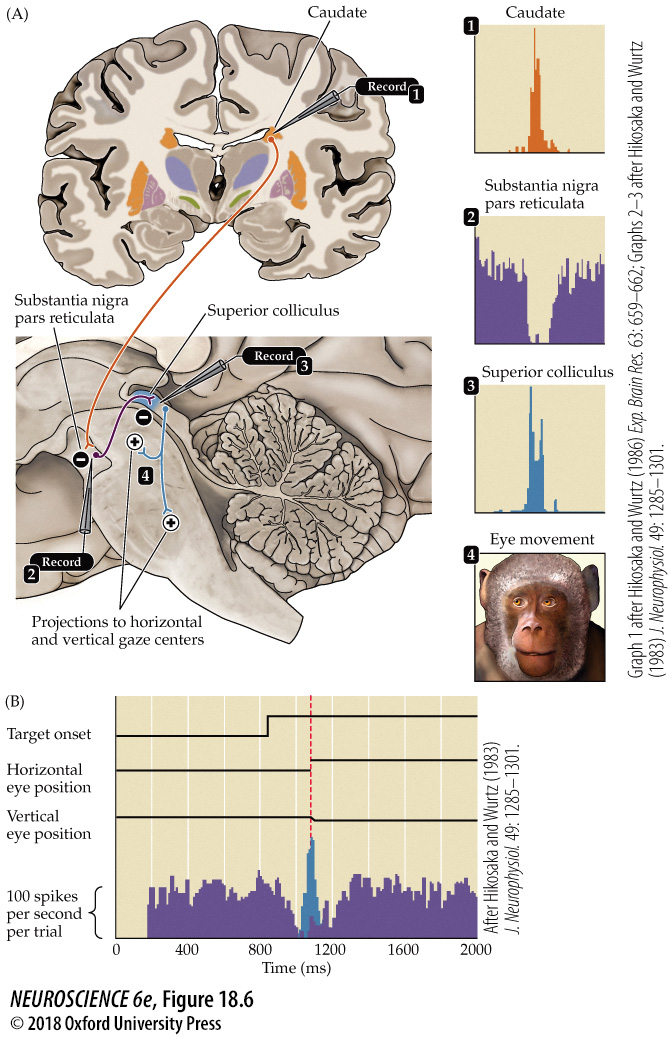 (A)
Caudate
Record 1
Substantia nigra
pars reticulata
Superior colliculus
Record 3
−
−
+
4
+
Record
2
Projections to horizontal
and vertical gaze centers
Caudate
1
Substantia nigra
pars reticulata
2
Superior colliculus
3
Eye movement
4
Graph 1 after Hikosaka and Wurtz (1986) Exp. Brain Res. 63: 659–662; Graphs 2–3 after Hikosaka and Wurtz
(1983) J. Neurophysiol. 49: 1285–1301.
(B)
Target onset
Horizontal
eye position
Vertical
eye position
100 spikes
per second
per trial
0 400 800 1200 1600 2000
Time (ms)
After Hikosaka and Wurtz (1983)
J. Neurophysiol. 49: 1285–1301.
NEUROSCIENCE 6e, Figure 18.6
© 2018 Oxford University Press